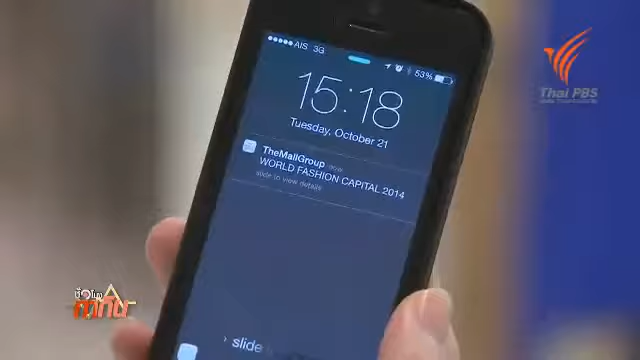 AIS 3G
53%
15:18
Tuesday, October 21
TheMallGroup now
WORLD FASHION CAPITAL 2014
slide to view details
slide
Thai PBS